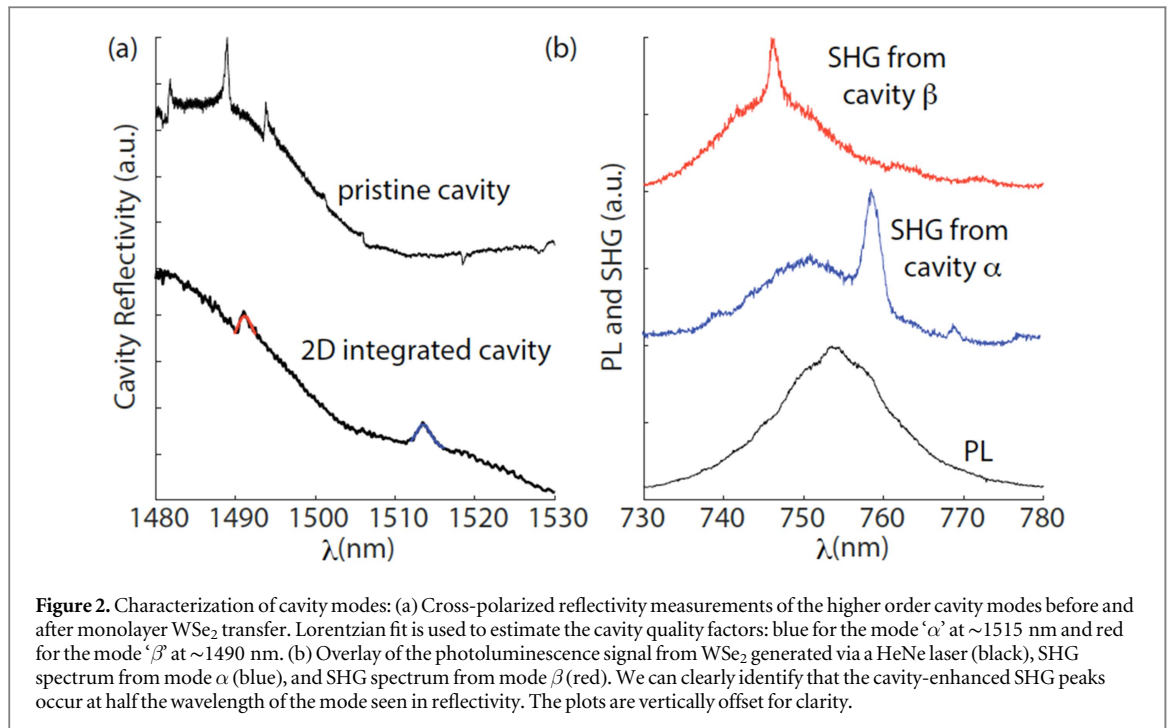 (a)
Cavity Reflectivity (a.u.)
pristine cavity
2D integrated cavity
1480 1490 1500 1510 1520 1530
λ(nm)
(b)
PL and SHG (a.u.)
SHG from
cavity β
SHG from
cavity α
PL
730 740 750 760 770 780
λ(nm)
Figure 2. Characterization of cavity modes: (a) Cross-polarized reflectivity measurements of the higher order cavity modes before and
after monolayer WSe₂ transfer. Lorentzian fit is used to estimate the cavity quality factors: blue for the mode ‘α’ at ~1515 nm and red
for the mode ‘β’ at ~1490 nm. (b) Overlay of the photoluminescence signal from WSe₂ generated via a HeNe laser (black), SHG
spectrum from mode α (blue), and SHG spectrum from mode β (red). We can clearly identify that the cavity-enhanced SHG peaks
occur at half the wavelength of the mode seen in reflectivity. The plots are vertically offset for clarity.